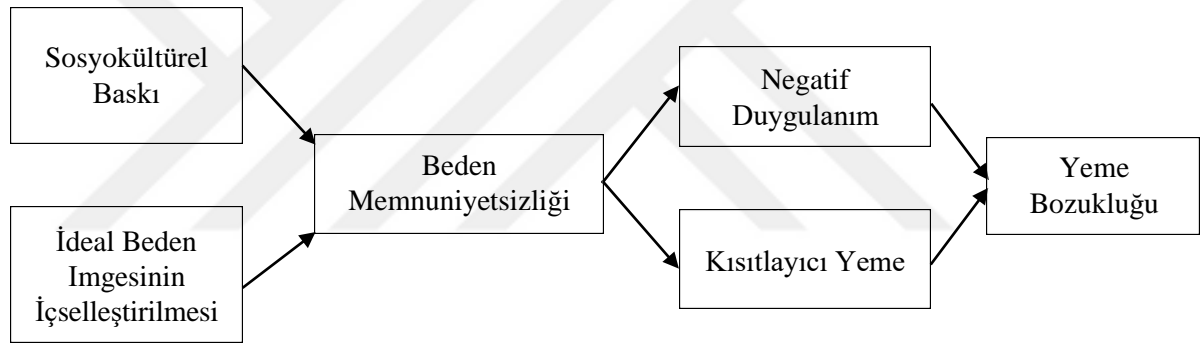 Sosyokültürel
Baskı
İdeal Beden
Imgesinin
İçselleştirilmesi
Beden
Memnuniyetsizliği
Negatif
Duygulanım
Kısıtlayıcı Yeme
Yeme
Bozukluğu